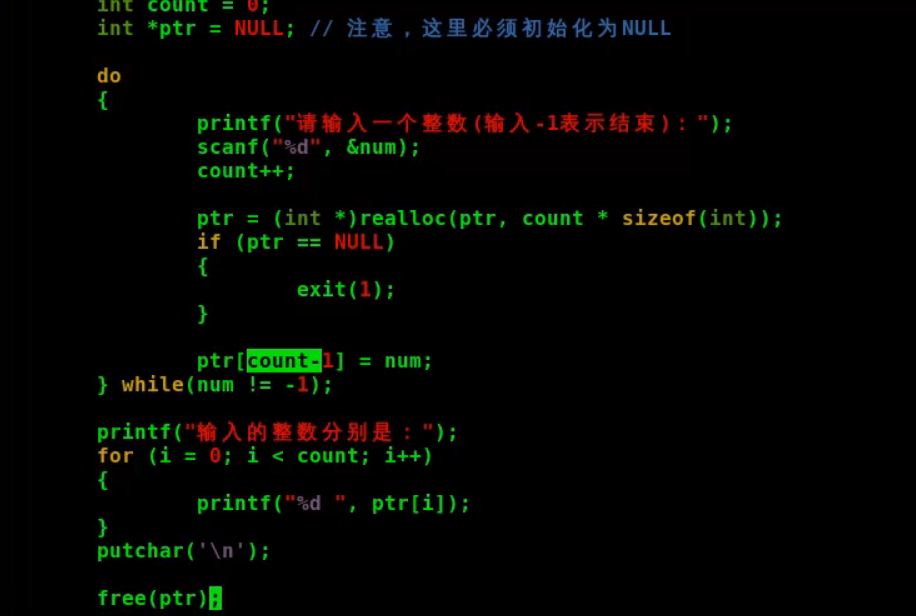 int count = 0;
int *ptr = NULL; // 注意，这里必须初始化为NULL
do
{
printf("请输入一个整数(输入-1表示结束)：");
scanf("%d", &num);
count++;
ptr = (int *)realloc(ptr, count * sizeof(int));
if (ptr == NULL)
{
exit(1);
}
ptr[count-1] = num;
} while(num != -1);
printf("输入的整数分别是：");
for (i = 0; i < count; i++)
{
printf("%d ", ptr[i]);
}
putchar('\n');
free(ptr);